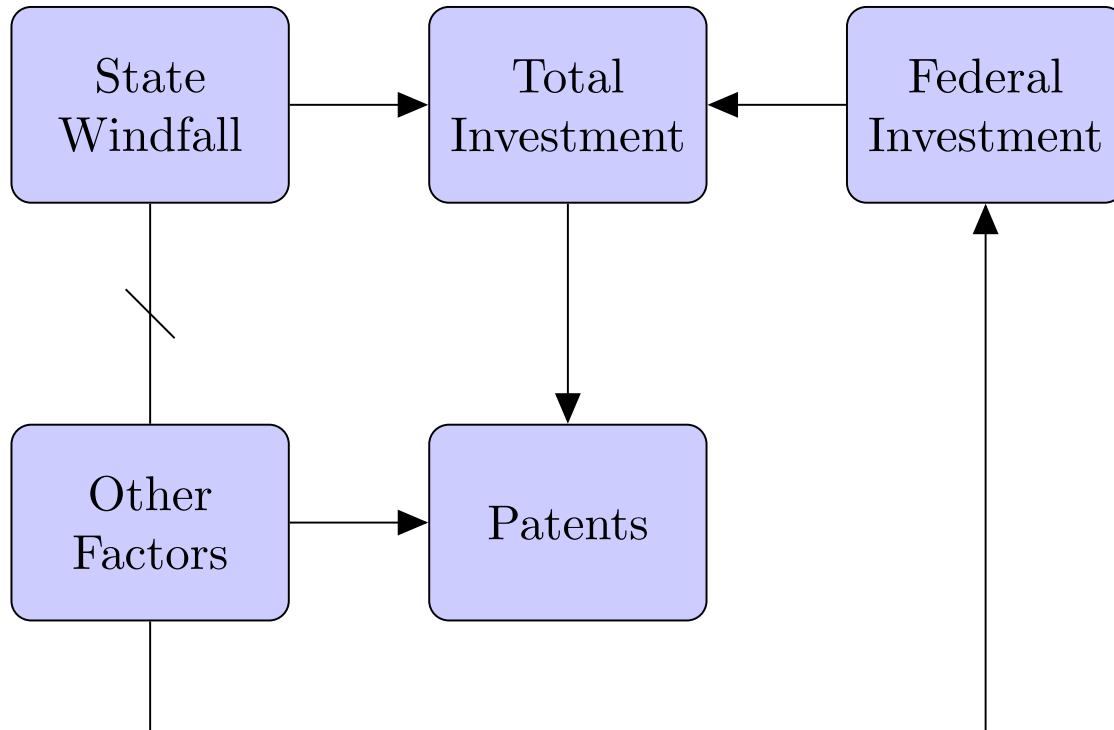 State
Windfall
Total
Investment
Federal
Investment
Other
Factors
Patents